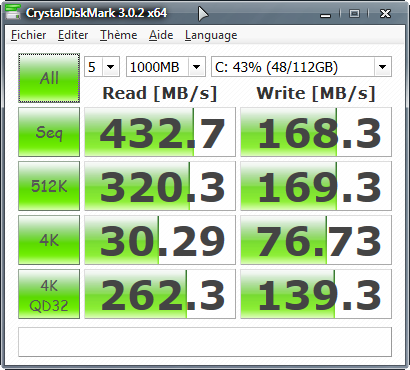 CrystalDiskMark 3.0.2 x64
Fichier Editer Thème Aide Language
All 5 1000MB C: 43% (48/112GB)
Read [MB/s] Write [MB/s]
Seq 432.7 168.3
512K 320.3 169.3
4K 30.29 76.73
4K QD32 262.3 139.3